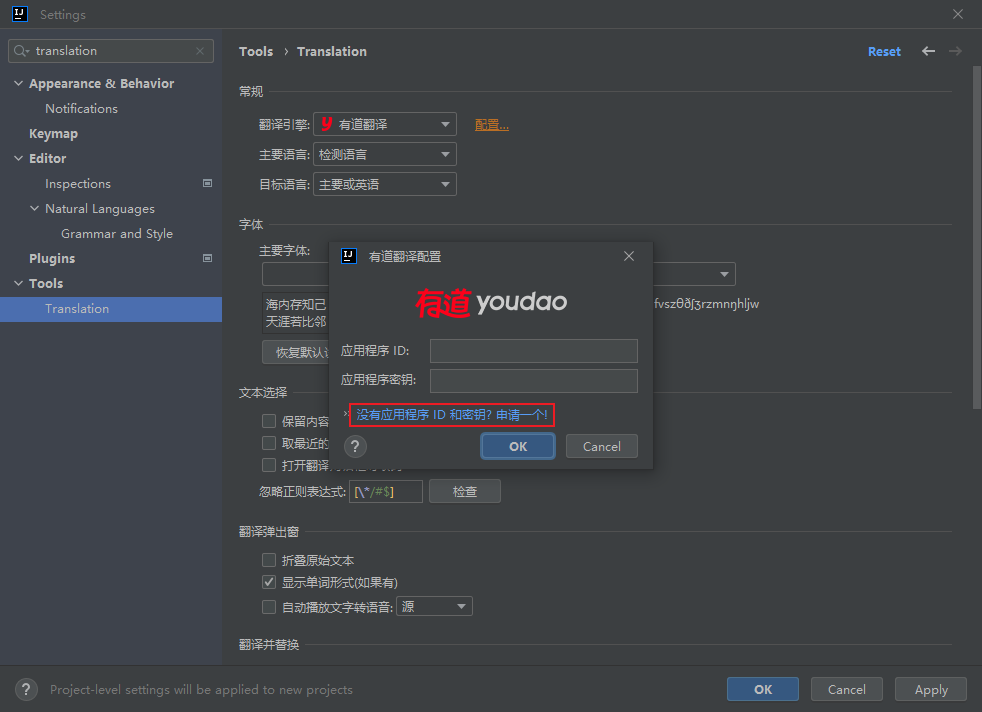 Settings
translation
Appearance & Behavior
Notifications
Keymap
Editor
Inspections
Natural Languages
Grammar and Style
Plugins
Tools
Translation
Tools › Translation
Reset
常规
翻译引擎: 有道翻译 配置...
主要语言: 检测语言
目标语言: 主要或英语
字体
主要字体:
海内存知己 fvszθðʃʒrzmnŋhljw
天涯若比邻
恢复默认
有道翻译配置
有道 youdao
应用程序 ID:
应用程序密钥:
没有应用程序 ID 和密钥? 申请一个!
? OK Cancel
文本选择
保留内容
取最近的
打开翻译
忽略正则表达式: [\*/#$] 检查
翻译弹出窗
折叠原始文本
显示单词形式(如果有)
自动播放文字转语音: 源
翻译并替换
? Project-level settings will be applied to new projects
OK Cancel Apply